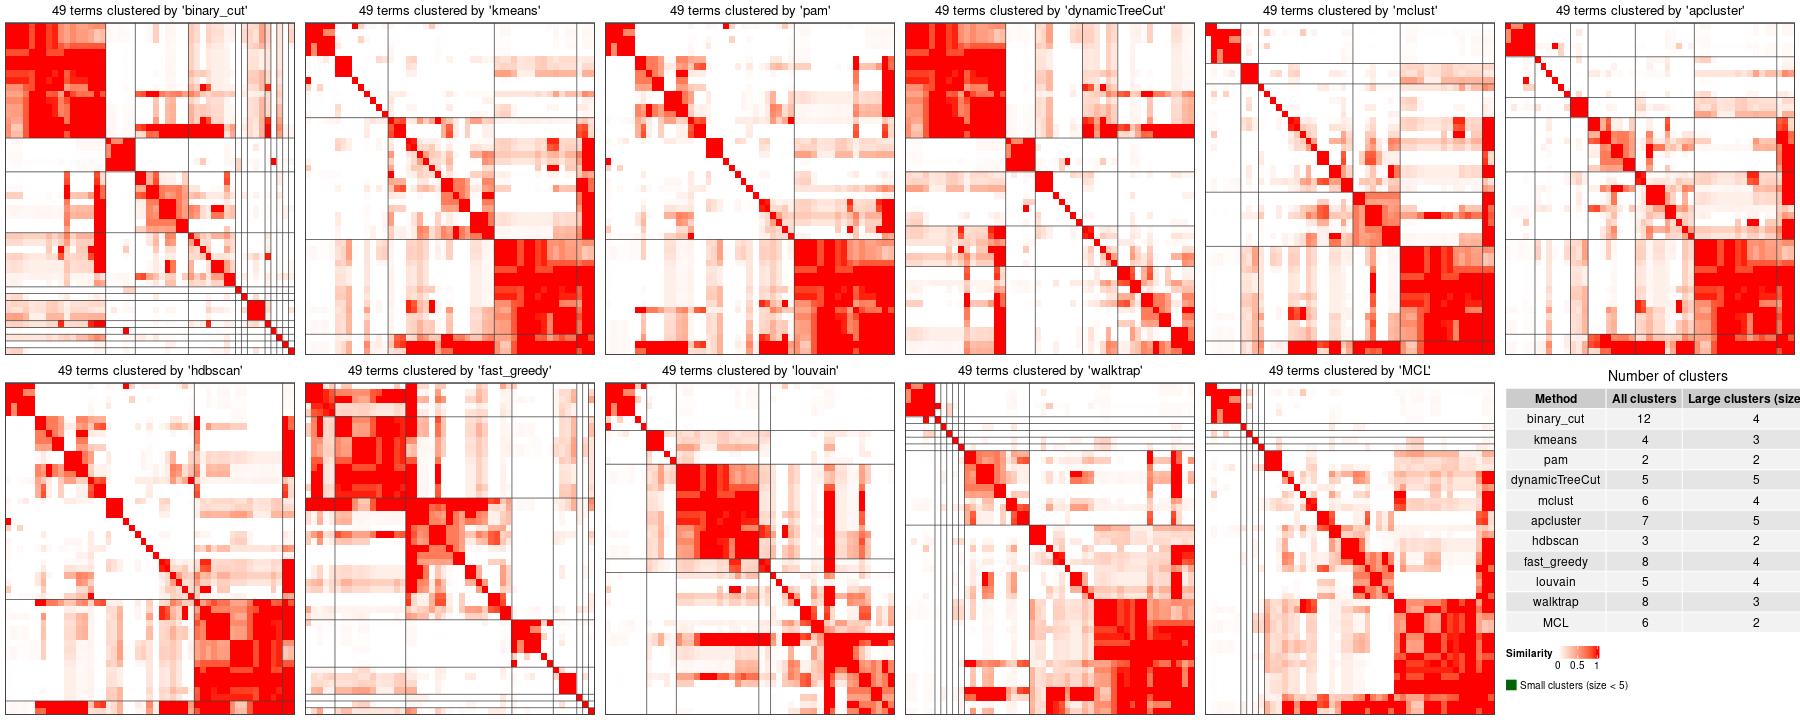 49 terms clustered by 'binary_cut'
49 terms clustered by 'kmeans'
49 terms clustered by 'pam'
49 terms clustered by 'dynamicTreeCut'
49 terms clustered by 'mclust'
49 terms clustered by 'apcluster'
49 terms clustered by 'hdbscan'
49 terms clustered by 'fast_greedy'
49 terms clustered by 'louvain'
49 terms clustered by 'walktrap'
49 terms clustered by 'MCL'
Number of clusters
Method All clusters Large clusters (size
binary_cut 12 4
kmeans 4 3
pam 2 2
dynamicTreeCut 5 5
mclust 6 4
apcluster 7 5
hdbscan 3 2
fast_greedy 8 4
louvain 5 4
walktrap 8 3
MCL 6 2
Similarity
0 0.5 1
Small clusters (size < 5)